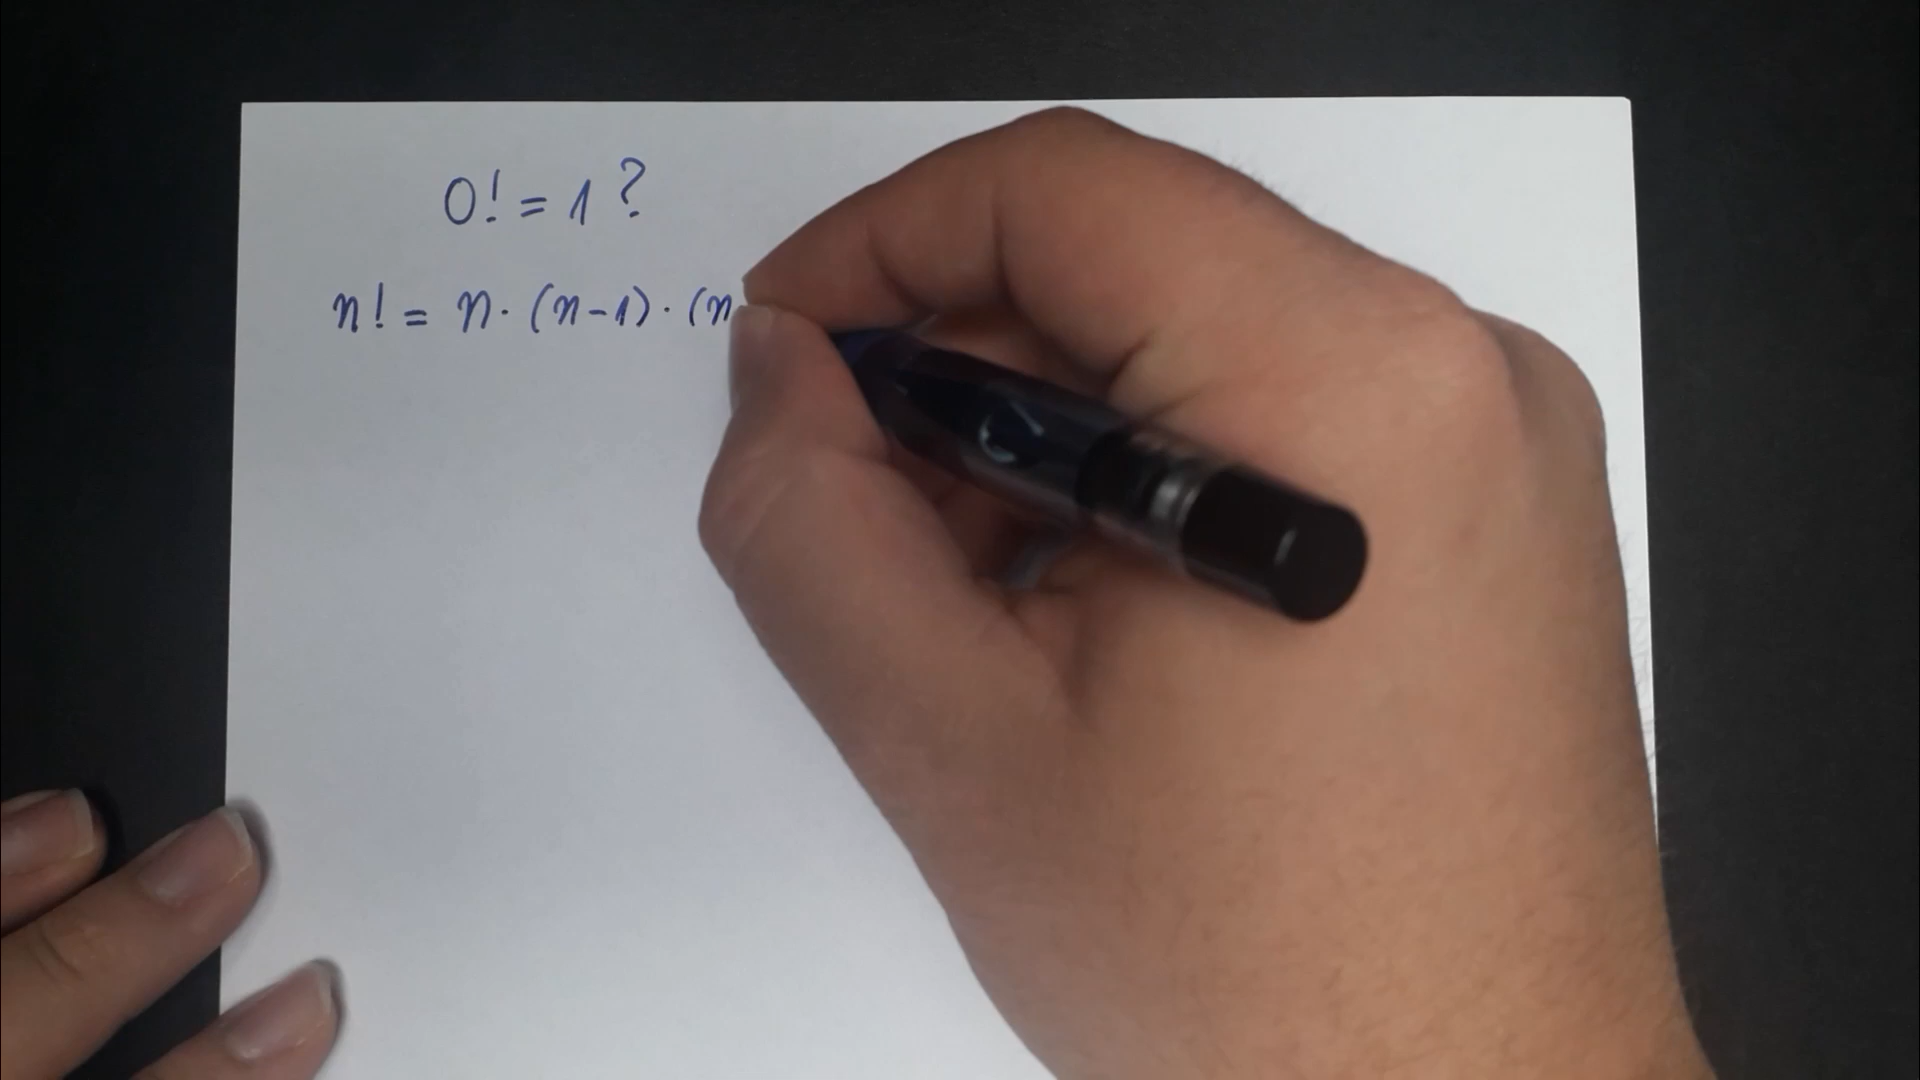 0! = 1 ?
n! = n · (n-1) · (n